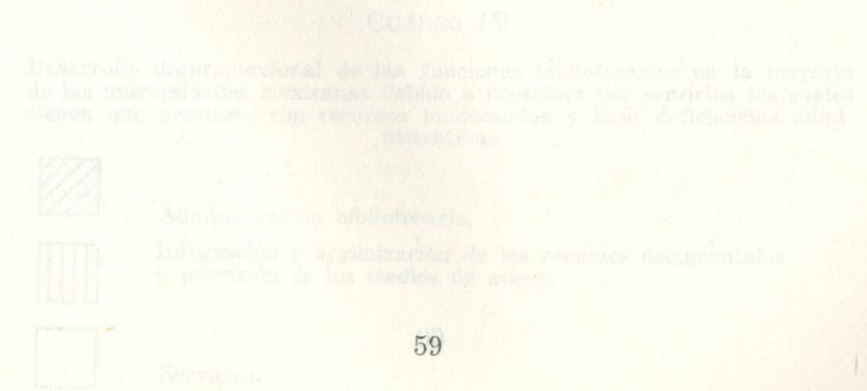 CUADRO IV
Desarrollo desproporcional de las funciones bibliotecarias en la mayoría
de las universidades mexicanas debido a presiones por servicios los cuales
tienen que prestarse con recursos inadecuados y bajo deficiencias admi-
nistrativas
Administración bibliotecaria.
Integración y organización de los recursos documentales
y provisión de los medios de acceso.
59
Servicios.